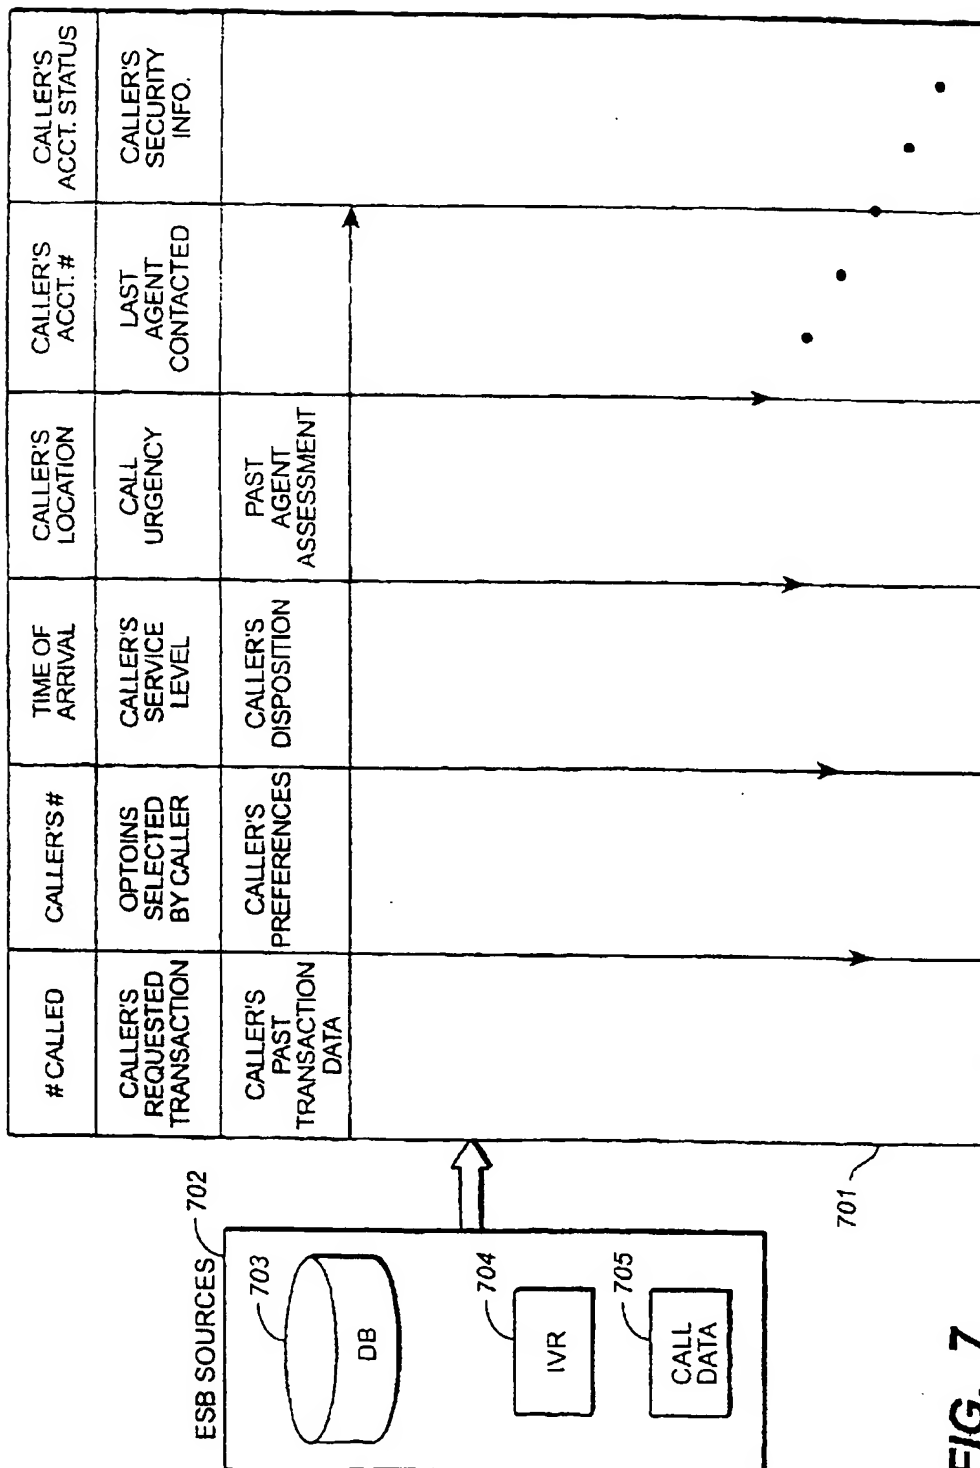 ESB SOURCES
702
703
DB
704
IVR
705
CALL
DATA
701
# CALLED
CALLER'S #
TIME OF
ARRIVAL
CALLER'S
LOCATION
CALLER'S
ACCT. #
CALLER'S
ACCT. STATUS
CALLER'S
REQUESTED
TRANSACTION
OPTOINS
SELECTED
BY CALLER
CALLER'S
SERVICE
LEVEL
CALL
URGENCY
LAST
AGENT
CONTACTED
CALLER'S
SECURITY
INFO.
CALLER'S
PAST
TRANSACTION
DATA
CALLER'S
PREFERENCES
CALLER'S
DISPOSITION
PAST
AGENT
ASSESSMENT
FIG. 7